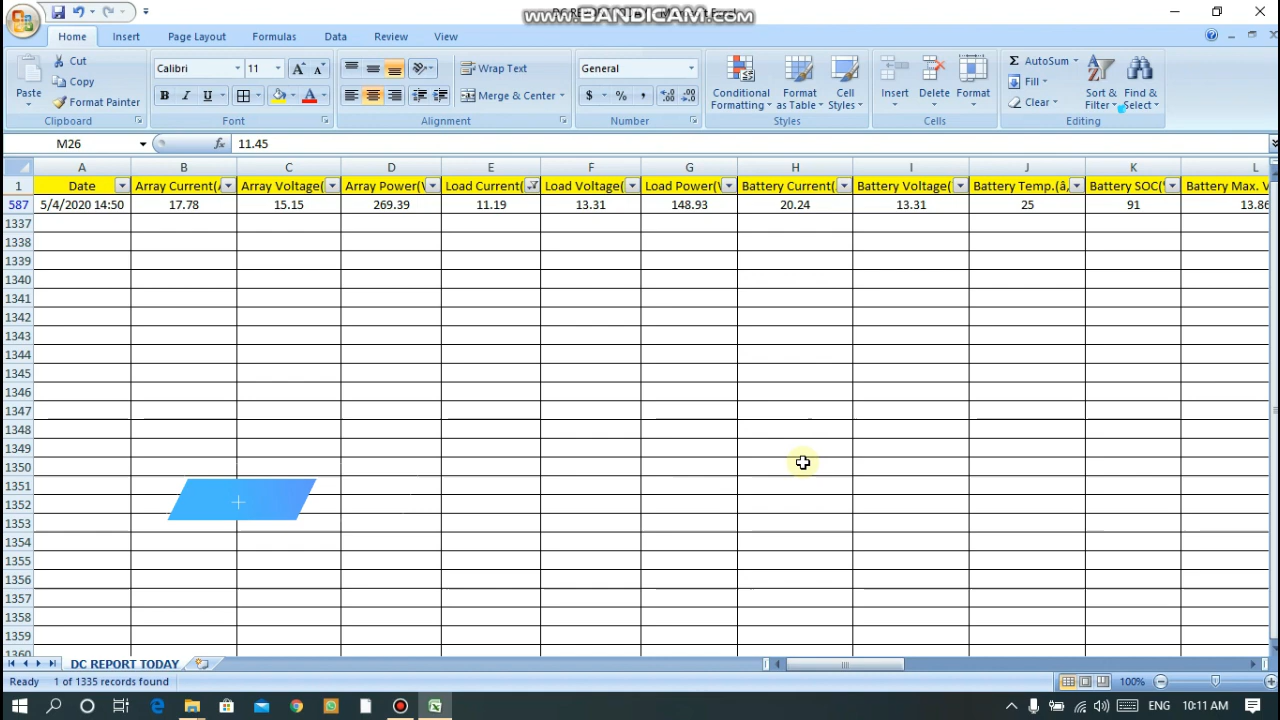 DC REPORT TODAY - Microsoft Excel
www.BANDICAM.com
Home Insert Page Layout Formulas Data Review View
Paste
Cut
Copy
Format Painter
Clipboard
Calibri 11
B I U
Font
Wrap Text
Merge & Center
Alignment
General
$ % ,
Number
Conditional Formatting
Format as Table
Cell Styles
Styles
Insert Delete Format
Cells
Σ AutoSum
Fill
Clear
Sort & Filter
Find & Select
Editing
M26 fx 11.45
A B C D E F G H I J K L
1 Date Array Current(A Array Voltage( Array Power(W Load Current( Load Voltage( Load Power(W Battery Current( Battery Voltage( Battery Temp.(â, Battery SOC(% Battery Max. V
587 5/4/2020 14:50 17.78 15.15 269.39 11.19 13.31 148.93 20.24 13.31 25 91 13.86
1337
1338
1339
1340
1341
1342
1343
1344
1345
1346
1347
1348
1349
1350
1351
1352
1353
1354
1355
1356
1357
1358
1359
1360
DC REPORT TODAY
Ready 1 of 1335 records found 100%
ENG 10:11 AM